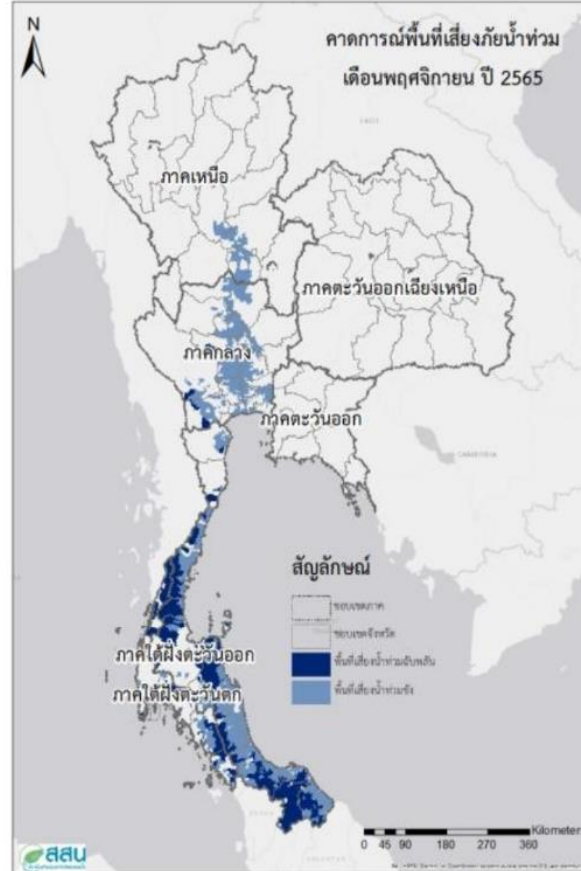 N
คาดการณ์พื้นที่เสี่ยงภัยน้ำท่วม
เดือนพฤศจิกายน ปี 2565
ภาคเหนือ
ภาคตะวันออกเฉียงเหนือ
ภาคกลาง
ภาคตะวันออก
CAMBODIA
สัญลักษณ์
ขอบเขตภาค
ขอบเขตจังหวัด
พื้นที่เสี่ยงน้ำท่วมฉับพลัน
พื้นที่เสี่ยงน้ำท่วมขัง
ภาคใต้ฝั่งตะวันออก
ภาคใต้ฝั่งตะวันตก
Kilometer
0 45 90 180 270 360
สสน